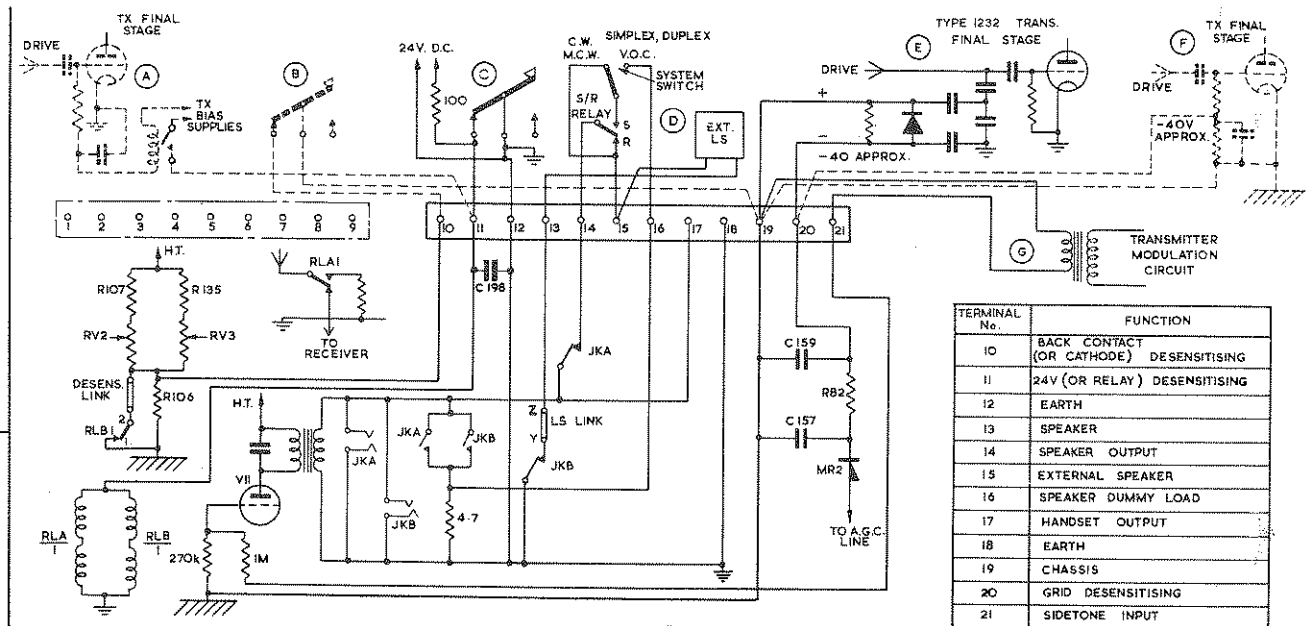 TX FINAL
STAGE
DRIVE
A
TX
BIAS
SUPPLIES
B
24V. D.C.
100
C
C.W.
M.C.W.
SIMPLEX, DUPLEX
V.O.C.
SYSTEM
SWITCH
S/R
RELAY
S
R
D
EXT.
LS
TYPE 1232 TRANS.
FINAL STAGE
E
DRIVE
+
−
−40 APPROX.
TX FINAL
STAGE
F
DRIVE
−40V
APPROX.
1 2 3 4 5 6 7 8 9
10 11 12 13 14 15 16 17 18 19 20 21
G
TRANSMITTER
MODULATION
CIRCUIT
H.T.
R107
R135
RV2
RV3
DESENS.
LINK
R106
2
RLB1
1
RLA1
TO
RECEIVER
C198
JKA
C159
R82
C157
MR2
TO A.G.C.
LINE
H.T.
V11
JKA
JKB
JKA
JKB
4·7
Z
LS LINK
Y
JKB
RLA
1
RLB
1
270k
1M
TERMINAL No. FUNCTION
10 BACK CONTACT (OR CATHODE) DESENSITISING
11 24V (OR RELAY) DESENSITISING
12 EARTH
13 SPEAKER
14 SPEAKER OUTPUT
15 EXTERNAL SPEAKER
16 SPEAKER DUMMY LOAD
17 HANDSET OUTPUT
18 EARTH
19 CHASSIS
20 GRID DESENSITISING
21 SIDETONE INPUT